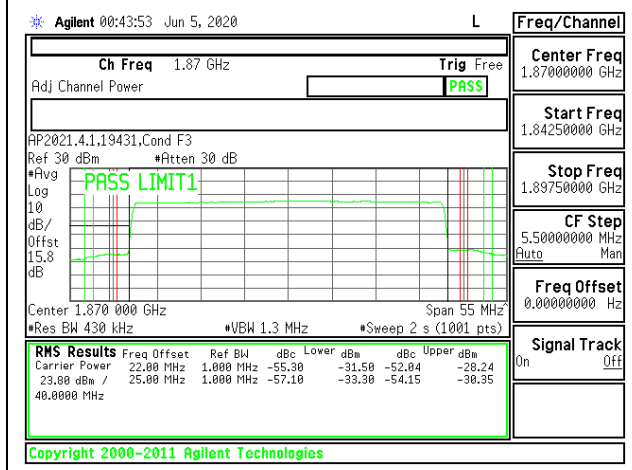 Agilent 00:43:53 Jun 5, 2020 L
Freq/Channel
Ch Freq 1.87 GHz Trig Free
Adj Channel Power PASS
Center Freq
1.87000000 GHz
Start Freq
1.84250000 GHz
AP2021.4.1,19431,Cond F3
Ref 30 dBm #Atten 30 dB
#Avg
Log
10
dB/
Offst
15.8
dB
PASS LIMIT1
Stop Freq
1.89750000 GHz
CF Step
5.50000000 MHz
Auto Man
Freq Offset
0.00000000 Hz
Center 1.870 000 GHz Span 55 MHz^
#Res BW 430 kHz #VBW 1.3 MHz #Sweep 2 s (1001 pts)
Signal Track
On Off
RMS Results Freq Offset Ref BW dBc Lower dBm dBc Upper dBm
Carrier Power 22.00 MHz 1.000 MHz -55.30 -31.50 -52.04 -28.24
23.80 dBm / 25.00 MHz 1.000 MHz -57.10 -33.30 -54.15 -30.35
40.0000 MHz
Copyright 2000-2011 Agilent Technologies